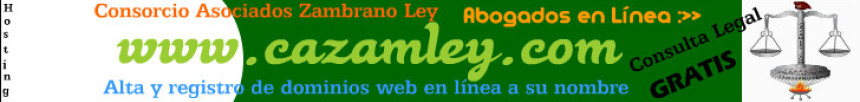 Hosting
Consorcio Asociados Zambrano Ley
Abogados en Línea :>>
www.cazamley.com
Consulta Legal
GRATIS
Alta y registro de dominios web en línea a su nombre